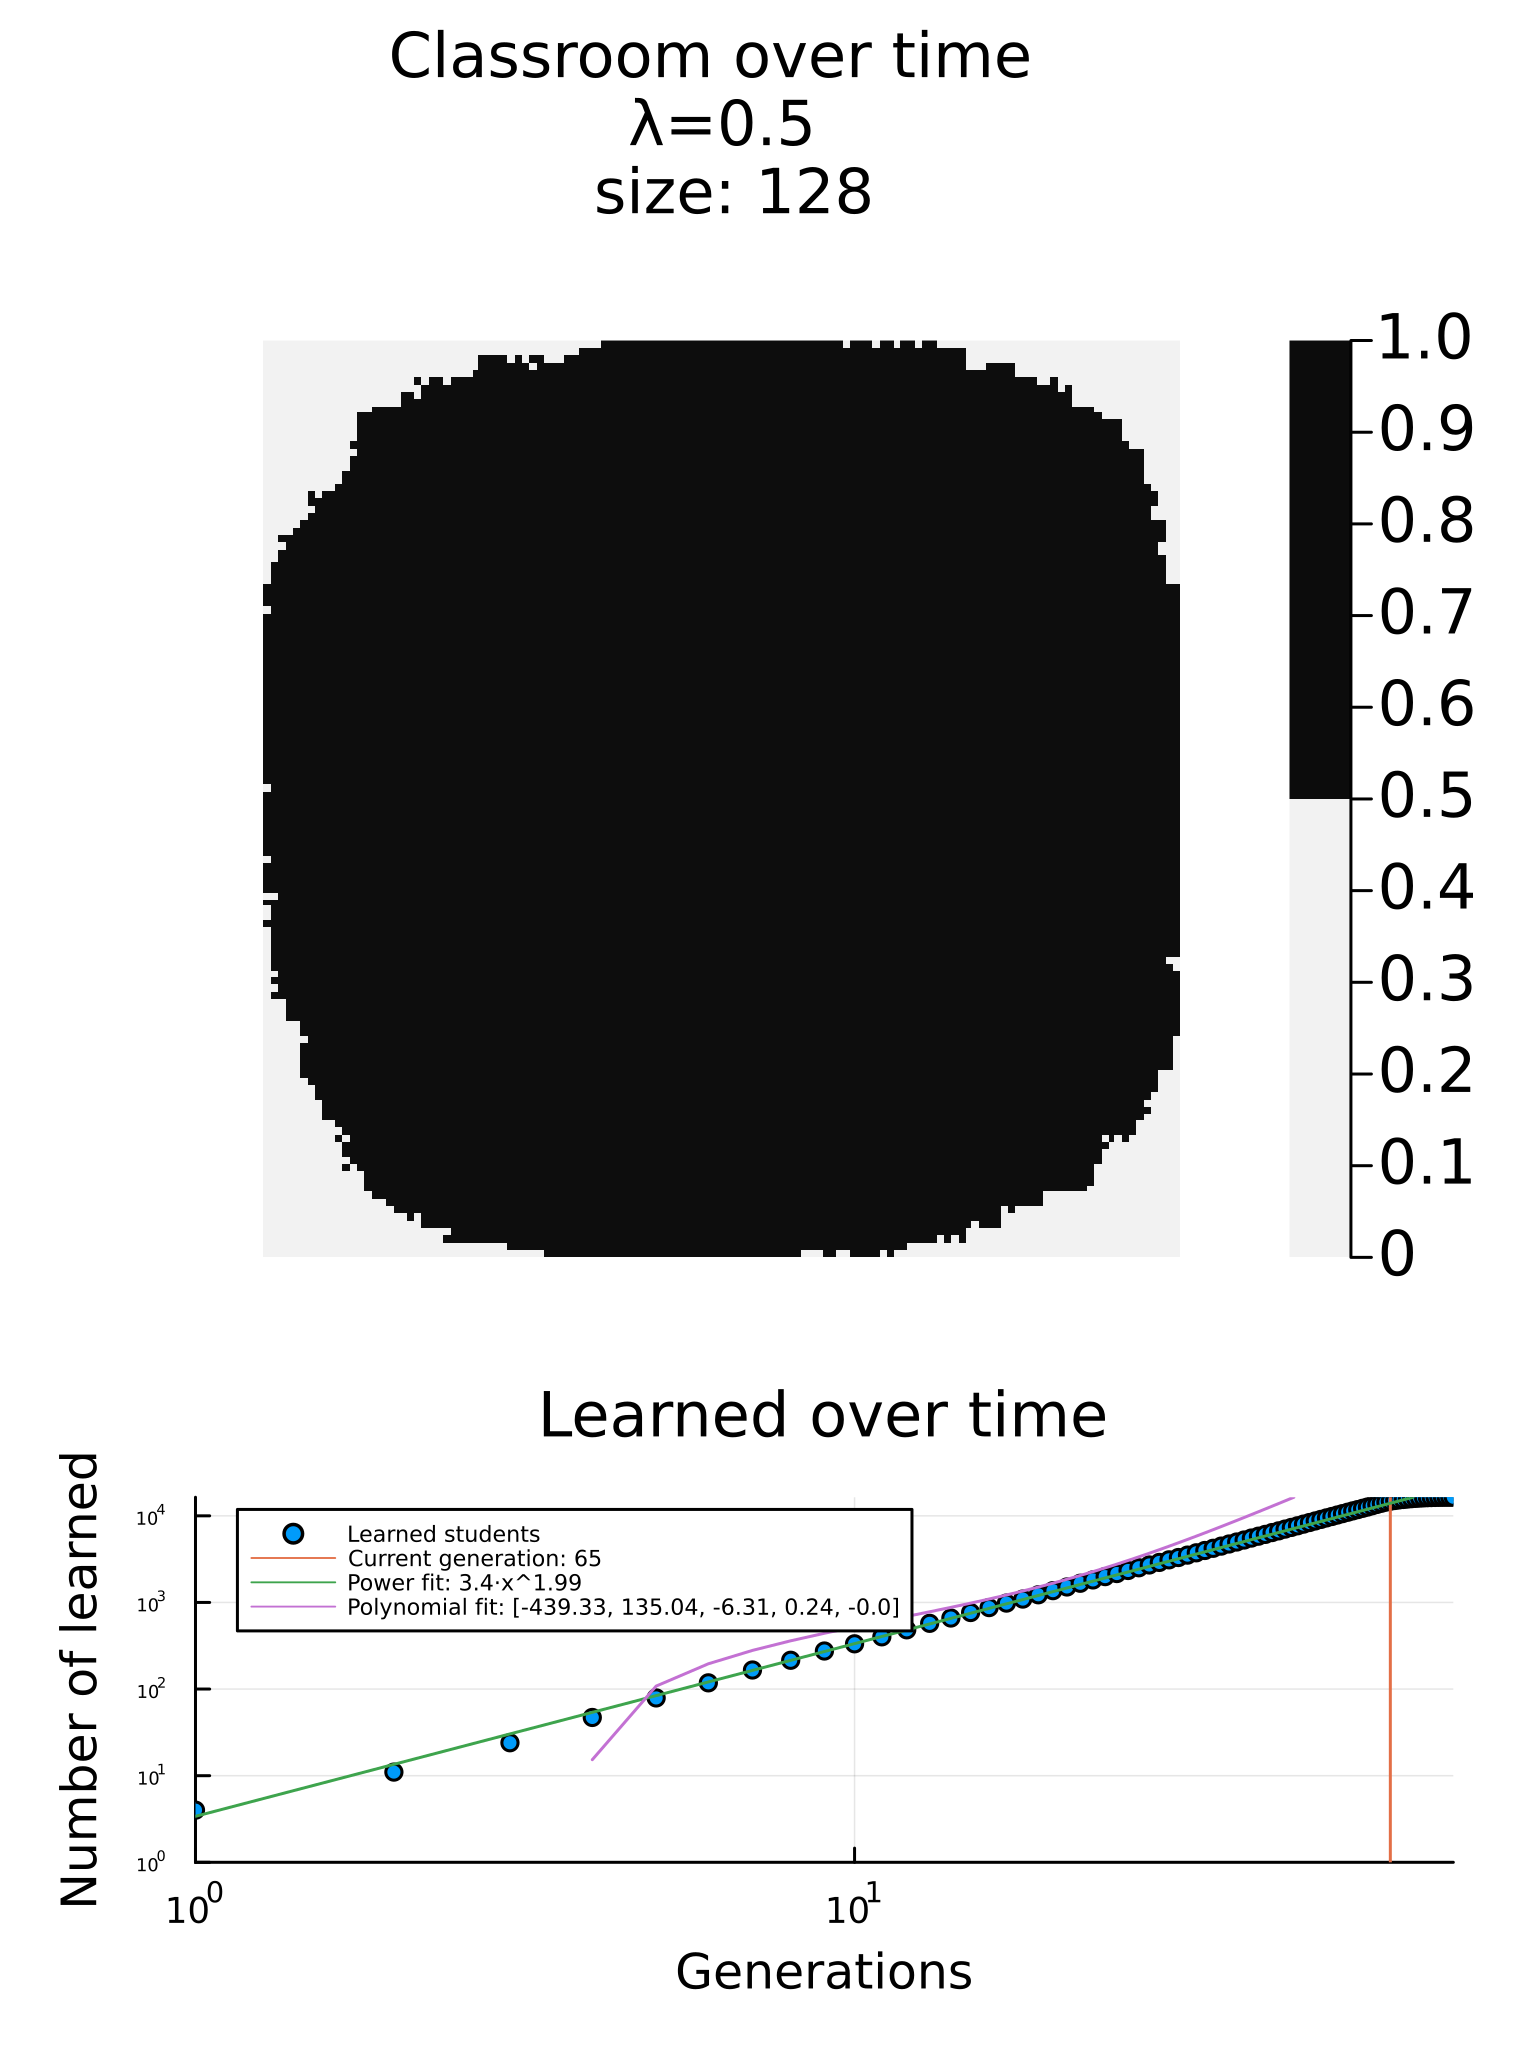 Classroom over time
λ=0.5
size: 128
1.0
0.9
0.8
0.7
0.6
0.5
0.4
0.3
0.2
0.1
0
Learned over time
Number of learned
10^4
10^3
10^2
10^1
10^0
Learned students
Current generation: 65
Power fit: 3.4·x^1.99
Polynomial fit: [-439.33, 135.04, -6.31, 0.24, -0.0]
10^0 10^1
Generations